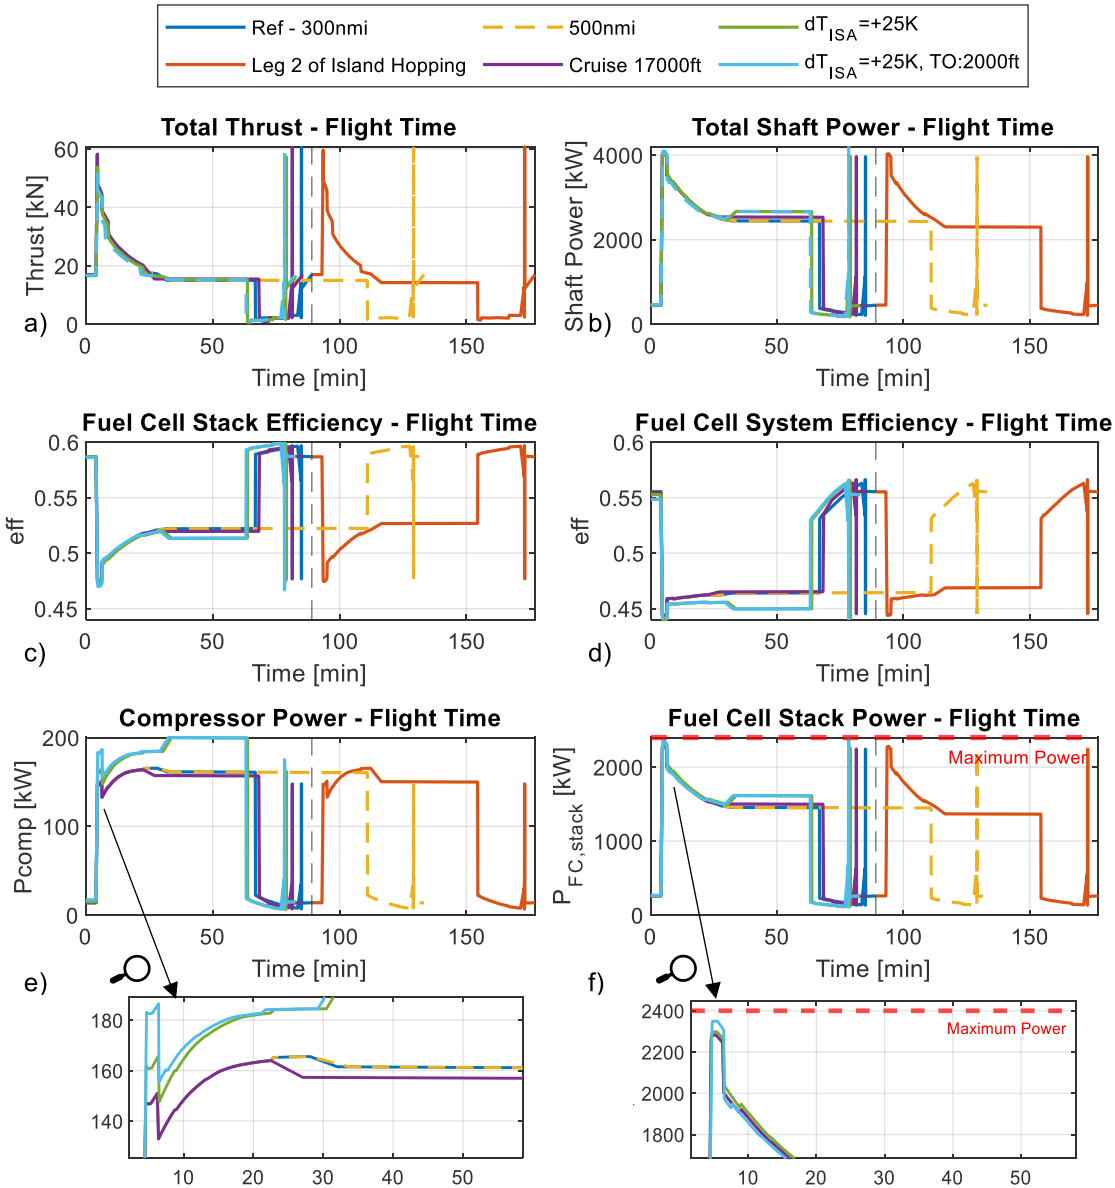 Ref - 300nmi
500nmi
dT_ISA=+25K
Leg 2 of Island Hopping
Cruise 17000ft
dT_ISA=+25K, TO:2000ft
Total Thrust - Flight Time
Total Shaft Power - Flight Time
Thrust [kN]
60
40
20
0
0 50 100 150
Time [min]
a)
Shaft Power [kW]
4000
2000
0
0 50 100 150
Time [min]
b)
Fuel Cell Stack Efficiency - Flight Time
Fuel Cell System Efficiency - Flight Time
eff
0.6
0.55
0.5
0.45
0 50 100 150
Time [min]
c)
eff
0.6
0.55
0.5
0.45
0 50 100 150
Time [min]
d)
Compressor Power - Flight Time
Fuel Cell Stack Power - Flight Time
Pcomp [kW]
200
100
0
0 50 100 150
Time [min]
e)
P_FC,stack [kW]
2000
1000
0
Maximum Power
0 50 100 150
Time [min]
f)
180
160
140
10 20 30 40 50
2400
2200
2000
1800
Maximum Power
10 20 30 40 50